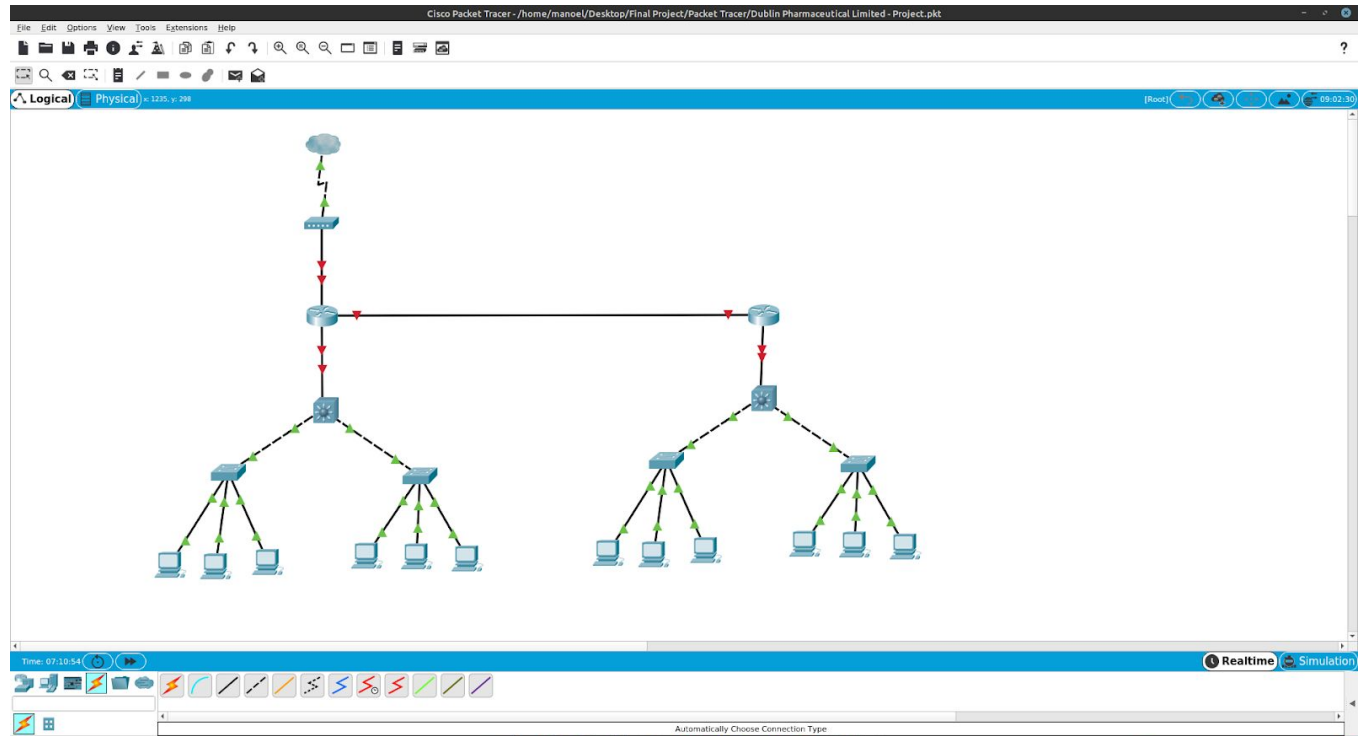 Cisco Packet Tracer - /home/manoel/Desktop/Final Project/Packet Tracer/Dublin Pharmaceutical Limited - Project.pkt
File Edit Options View Tools Extensions Help
?
Logical Physical x: 1235, y: 298 [Root] 09:02:30
Time: 07:10:54 Realtime Simulation
Automatically Choose Connection Type